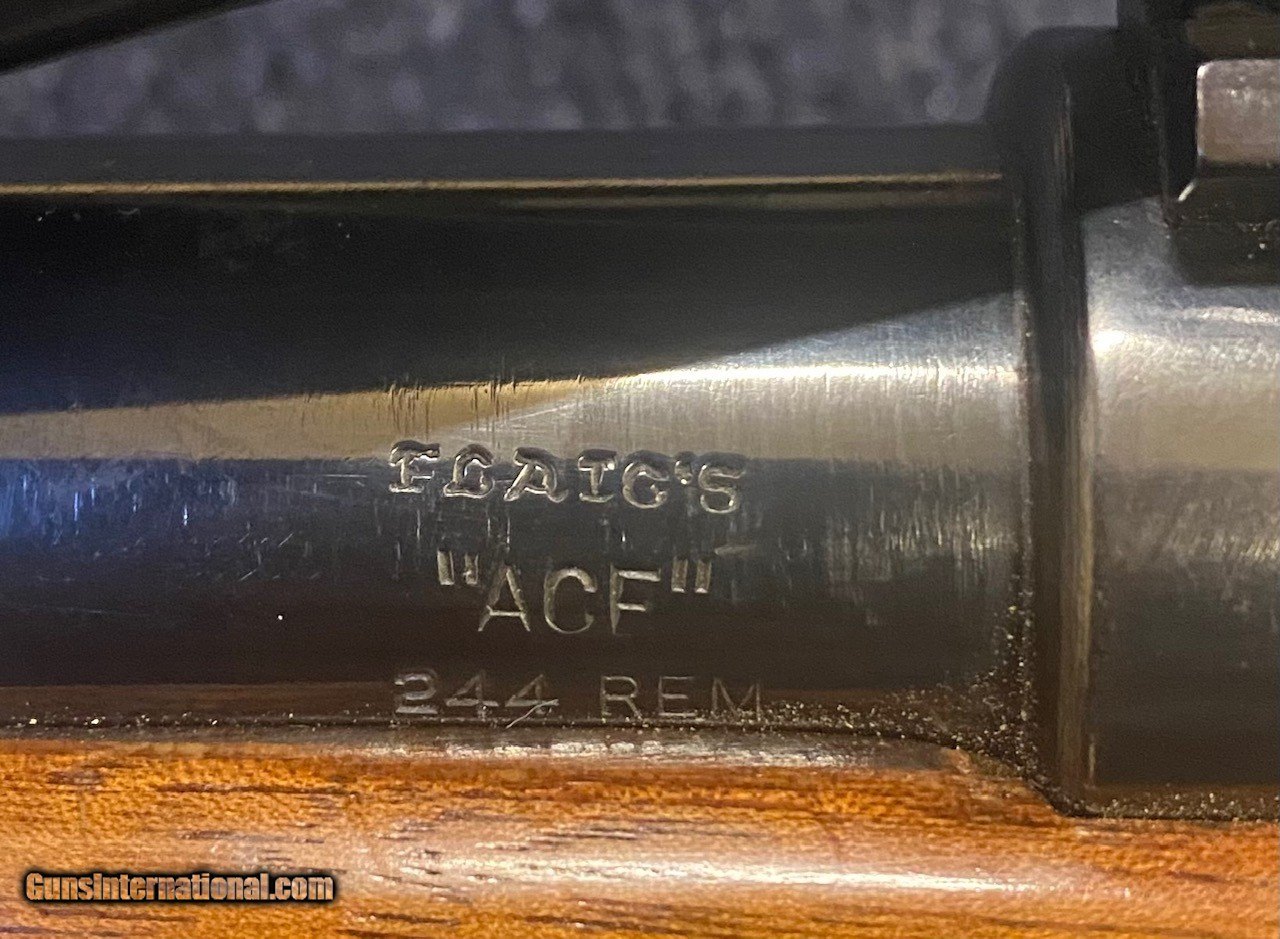 FLAIG'S
"ACE"
244 REM
GunsInternational.com